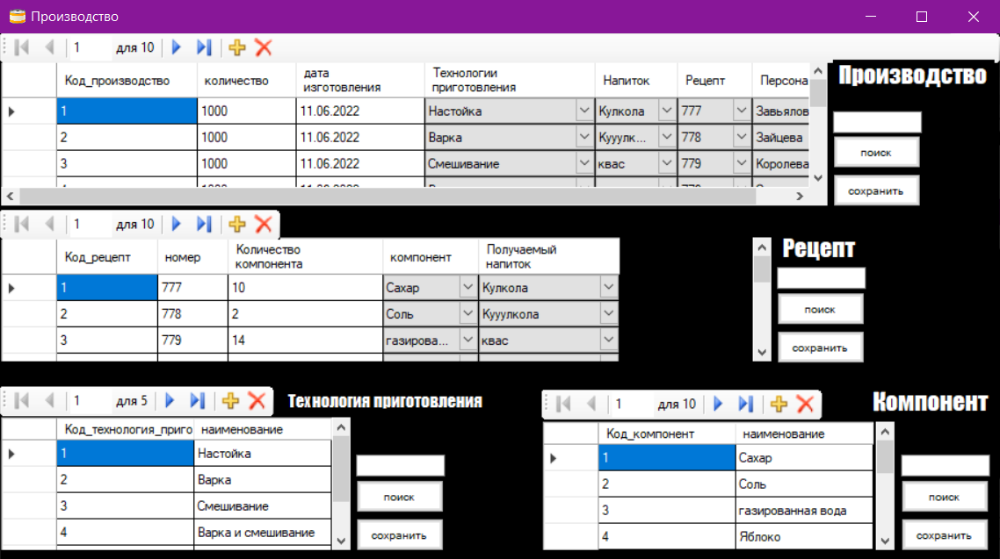 Производство
1 для 10
Производство
Код_производство количество дата изготовления Технологии приготовления Напиток Рецепт Персона
1 1000 11.06.2022 Настойка Кулкола 777 Завьялов
2 1000 11.06.2022 Варка Кууулк... 778 Зайцева
3 1000 11.06.2022 Смешивание квас 779 Королева
поиск
сохранить
1 для 10
Рецепт
Код_рецепт номер Количество компонента компонент Получаемый напиток
1 777 10 Сахар Кулкола
2 778 2 Соль Кууулкола
3 779 14 газирова... квас
поиск
сохранить
1 для 5
Технология приготовления
Код_технология_приго наименование
1 Настойка
2 Варка
3 Смешивание
4 Варка и смешивание
поиск
сохранить
1 для 10
Компонент
Код_компонент наименование
1 Сахар
2 Соль
3 газированная вода
4 Яблоко
поиск
сохранить